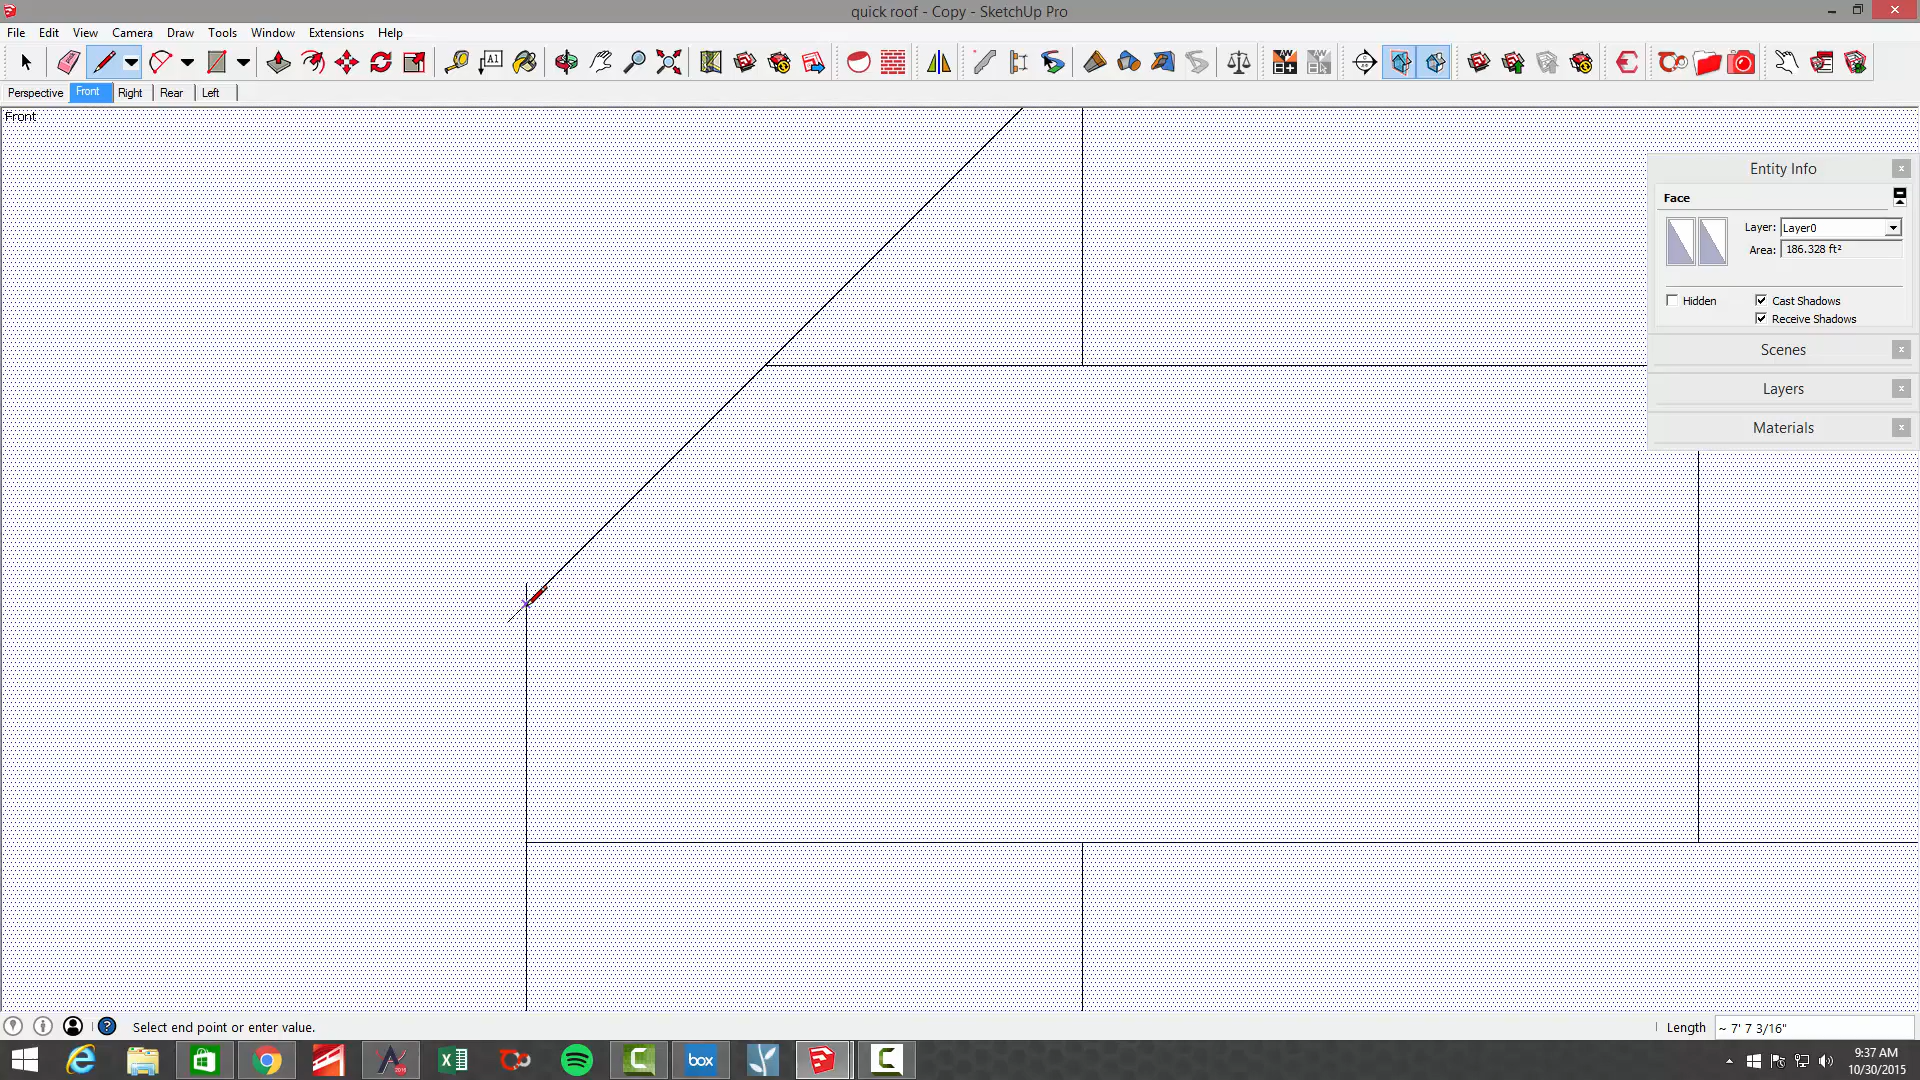 quick roof - Copy - SketchUp Pro
File Edit View Camera Draw Tools Window Extensions Help
A1
Perspective Front Right Rear Left
Front
Entity Info
Face
Layer: Layer0
Area: 186.328 ft²
Hidden Cast Shadows
Receive Shadows
Scenes
Layers
Materials
Select end point or enter value.
Length ~ 7' 7 3/16"
box
9:37 AM
10/30/2015